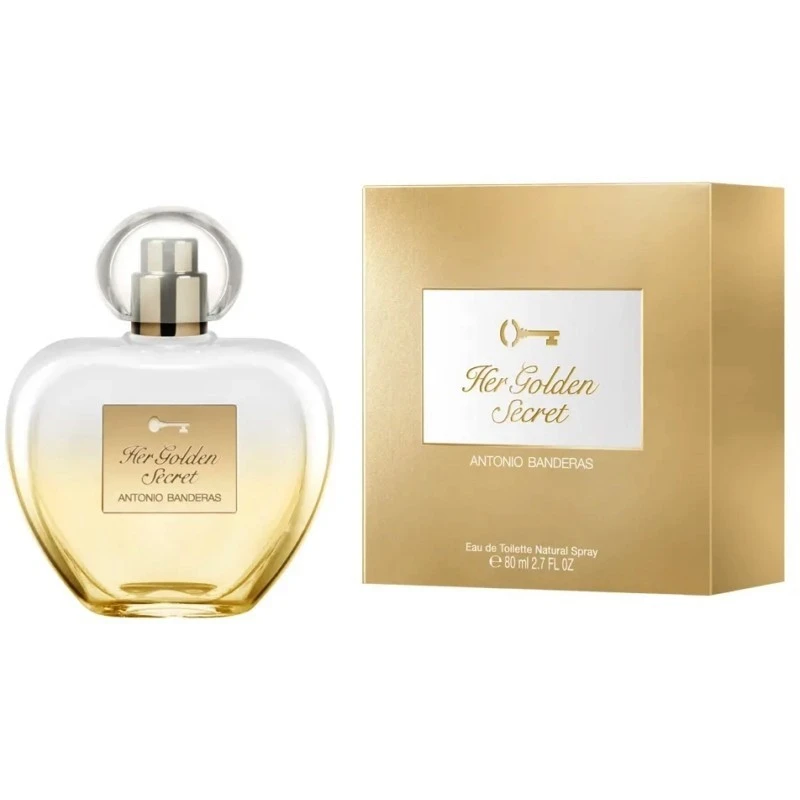 Her Golden
Secret
ANTONIO BANDERAS
Her Golden
Secret
ANTONIO BANDERAS
Eau de Toilette Natural Spray
℮ 80 ml 2.7 FL OZ